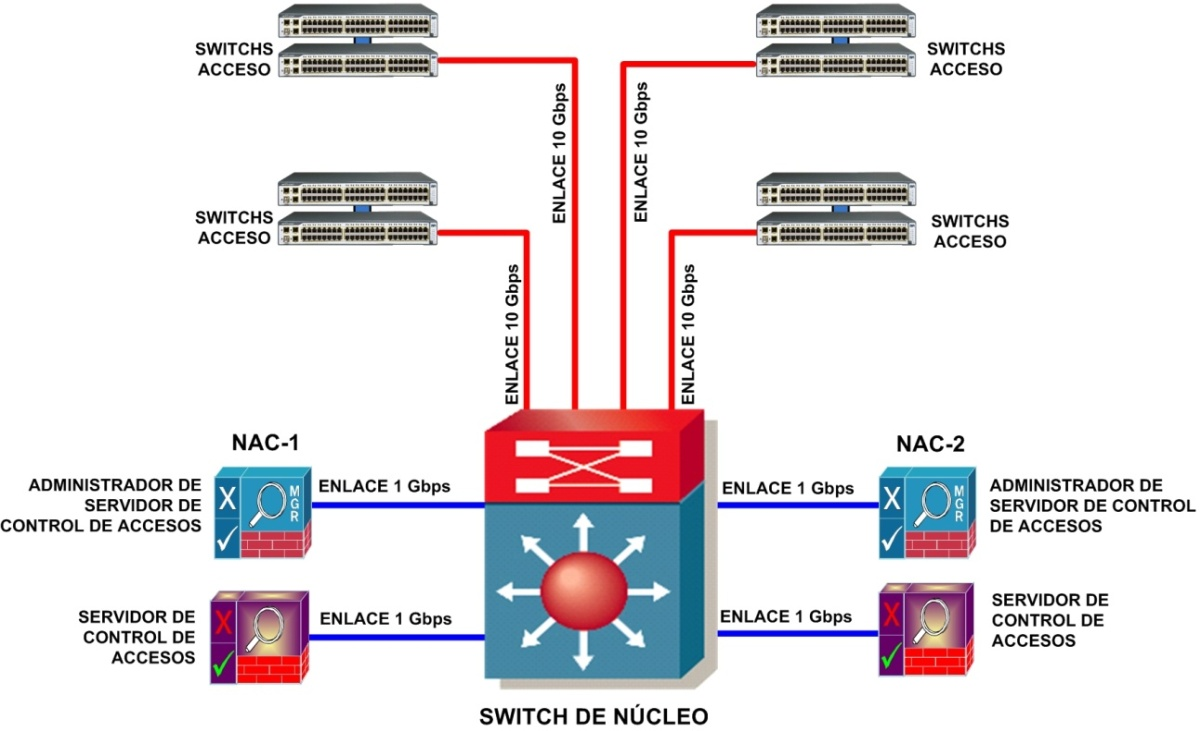 SWITCHS
ACCESO
SWITCHS
ACCESO
ENLACE 10 Gbps
ENLACE 10 Gbps
SWITCHS
ACCESO
SWITCHS
ACCESO
ENLACE 10 Gbps
ENLACE 10 Gbps
NAC-1
NAC-2
ADMINISTRADOR DE
SERVIDOR DE
CONTROL DE ACCESOS
MGR
ENLACE 1 Gbps
ENLACE 1 Gbps
MGR
ADMINISTRADOR DE
SERVIDOR DE CONTROL
DE ACCESOS
SERVIDOR DE
CONTROL DE
ACCESOS
ENLACE 1 Gbps
ENLACE 1 Gbps
SERVIDOR DE
CONTROL DE
ACCESOS
SWITCH DE NÚCLEO